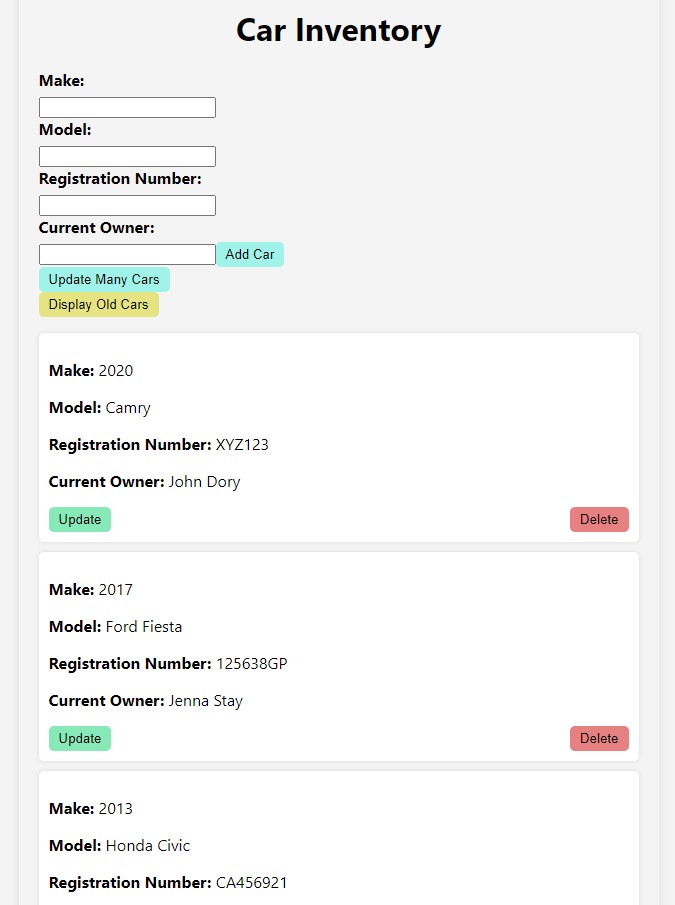 Car Inventory
Make:
Model:
Registration Number:
Current Owner:
Add Car
Update Many Cars
Display Old Cars
Make: 2020
Model: Camry
Registration Number: XYZ123
Current Owner: John Dory
Update Delete
Make: 2017
Model: Ford Fiesta
Registration Number: 125638GP
Current Owner: Jenna Stay
Update Delete
Make: 2013
Model: Honda Civic
Registration Number: CA456921